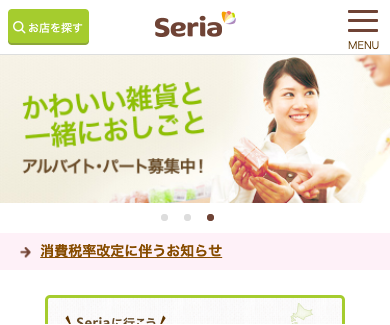 お店を探す
Seria
MENU
かわいい雑貨と
一緒におしごと
アルバイト・パート募集中!
消費税率改定に伴うお知らせ
Seriaに行こう